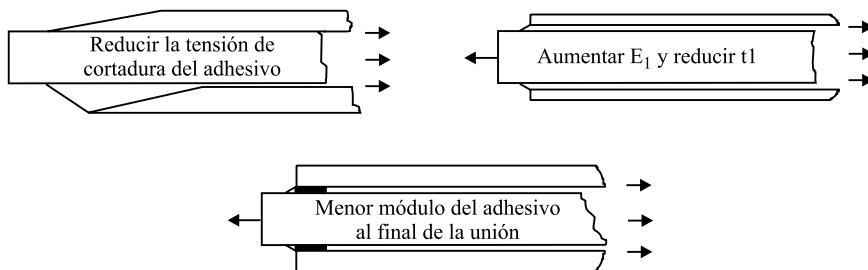 Reducir la tensión de
cortadura del adhesivo
Aumentar E₁ y reducir t1
Menor módulo del adhesivo
al final de la unión